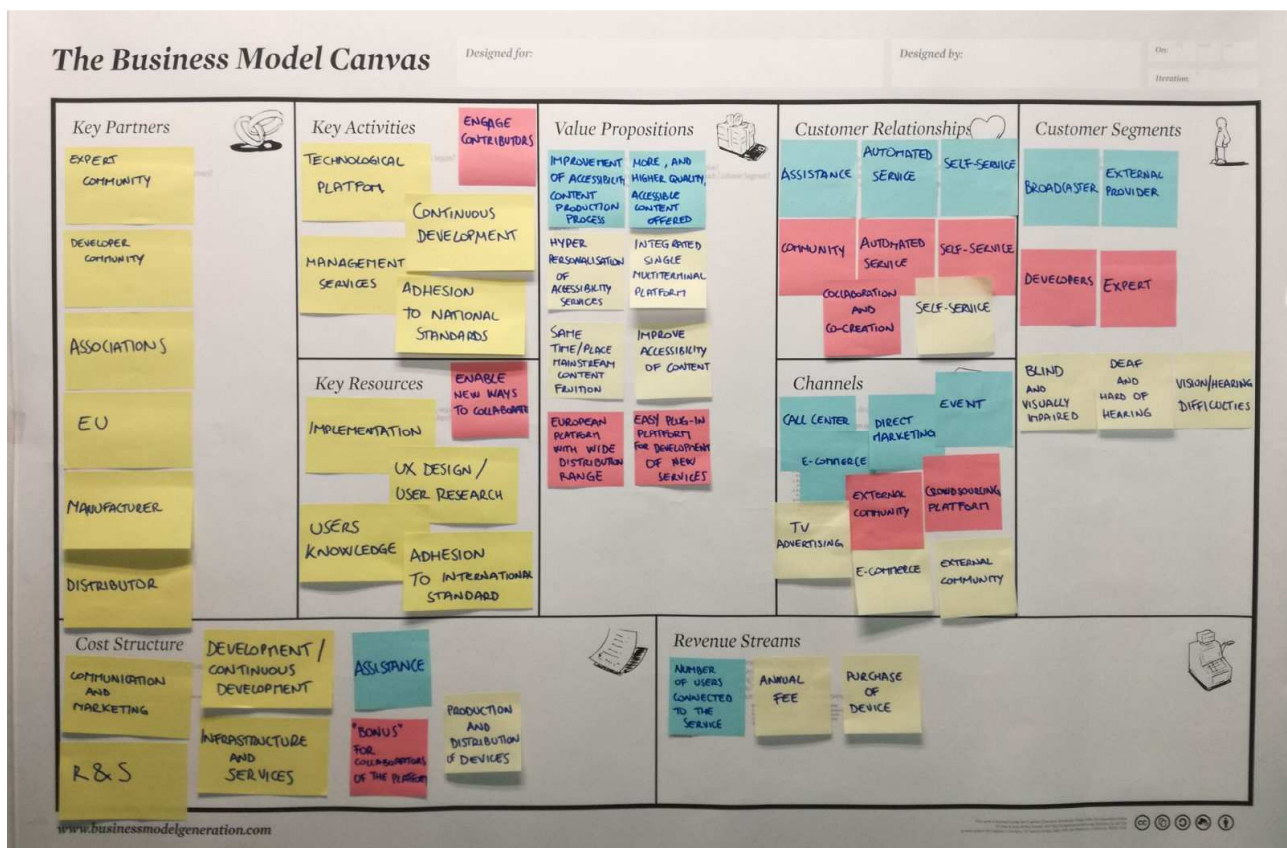 The Business Model Canvas
Designed for:
Designed by:
On:
Iteration:
Key Partners
EXPERT
COMMUNITY
DEVELOPER
COMMUNITY
ASSOCIATIONS
EU
MANUFACTURER
DISTRIBUTOR
Key Activities
ENGAGE
CONTRIBUTORS
TECHNOLOGICAL
PLATFORM
CONTINUOUS
DEVELOPMENT
MANAGEMENT
SERVICES
ADHESION
TO NATIONAL
STANDARDS
Key Resources
ENABLE
NEW WAYS
TO COLLABORATE
IMPLEMENTATION
UX DESIGN /
USER RESEARCH
USERS
KNOWLEDGE
ADHESION
TO INTERNATIONAL
STANDARD
Value Propositions
IMPROVEMENT
OF ACCESSIBILITY
CONTENT
PRODUCTION
PROCESS
MORE, AND
HIGHER QUALITY,
ACCESSIBLE
CONTENT
OFFERED
HYPER
PERSONALISATION
OF
ACCESSIBILITY
SERVICES
INTEGRATED
SINGLE
MULTITERMINAL
PLATFORM
SAME
TIME/PLACE
MAINSTREAM
CONTENT
FRUITION
IMPROVE
ACCESSIBILITY
OF CONTENT
EUROPEAN
PLATFORM
WITH WIDE
DISTRIBUTION
RANGE
EASY PLUG-IN
PLATFORM
FOR DEVELOPMENT
OF NEW
SERVICES
Customer Relationships
ASSISTANCE
AUTOMATED
SERVICE
SELF-SERVICE
COMMUNITY
AUTOMATED
SERVICE
SELF-SERVICE
COLLABORATION
AND
CO-CREATION
SELF-SERVICE
Channels
CALL CENTER
DIRECT
MARKETING
EVENT
E-COMMERCE
EXTERNAL
COMMUNITY
CROWDSOURCING
PLATFORM
TV
ADVERTISING
E-COMMERCE
EXTERNAL
COMMUNITY
Customer Segments
BROADCASTER
EXTERNAL
PROVIDER
DEVELOPERS
EXPERT
BLIND
AND
VISUALLY
IMPAIRED
DEAF
AND
HARD OF
HEARING
VISION/HEARING
DIFFICULTIES
Cost Structure
COMMUNICATION
AND
MARKETING
DEVELOPMENT /
CONTINUOUS
DEVELOPMENT
ASSISTANCE
R & S
INFRASTRUCTURE
AND
SERVICES
"BONUS"
FOR
COLLABORATORS
OF THE PLATFORM
PRODUCTION
AND
DISTRIBUTION
OF DEVICES
Revenue Streams
NUMBER
OF USERS
CONNECTED
TO THE
SERVICE
ANNUAL
FEE
PURCHASE
OF
DEVICE
www.businessmodelgeneration.com